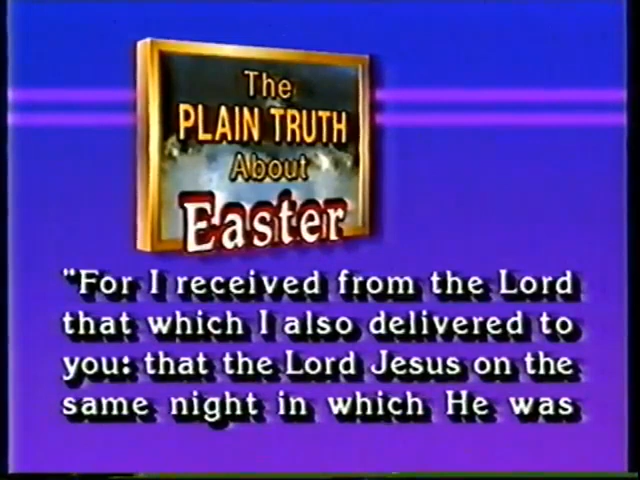 The
PLAIN TRUTH
About
Easter
"For I received from the Lord
that which I also delivered to
you: that the Lord Jesus on the
same night in which He was